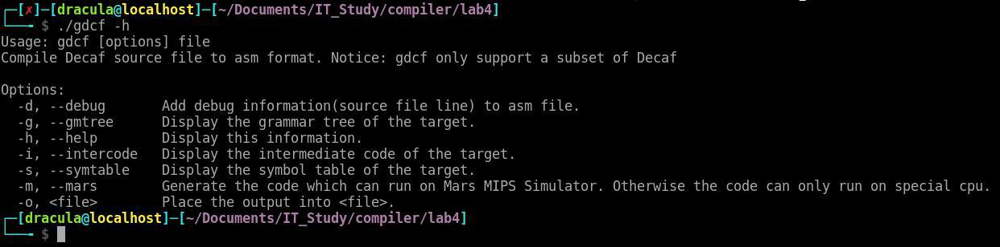 ┌─[✗]─[dracula@localhost]─[~/Documents/IT_Study/compiler/lab4]
└──╼ $ ./gdcf -h
Usage: gdcf [options] file
Compile Decaf source file to asm format. Notice: gdcf only support a subset of Decaf
Options:
-d, --debug Add debug information(source file line) to asm file.
-g, --gmtree Display the grammar tree of the target.
-h, --help Display this information.
-i, --intercode Display the intermediate code of the target.
-s, --symtable Display the symbol table of the target.
-m, --mars Generate the code which can run on Mars MIPS Simulator. Otherwise the code can only run on special cpu.
-o, <file> Place the output into <file>.
┌─[dracula@localhost]─[~/Documents/IT_Study/compiler/lab4]
└──╼ $